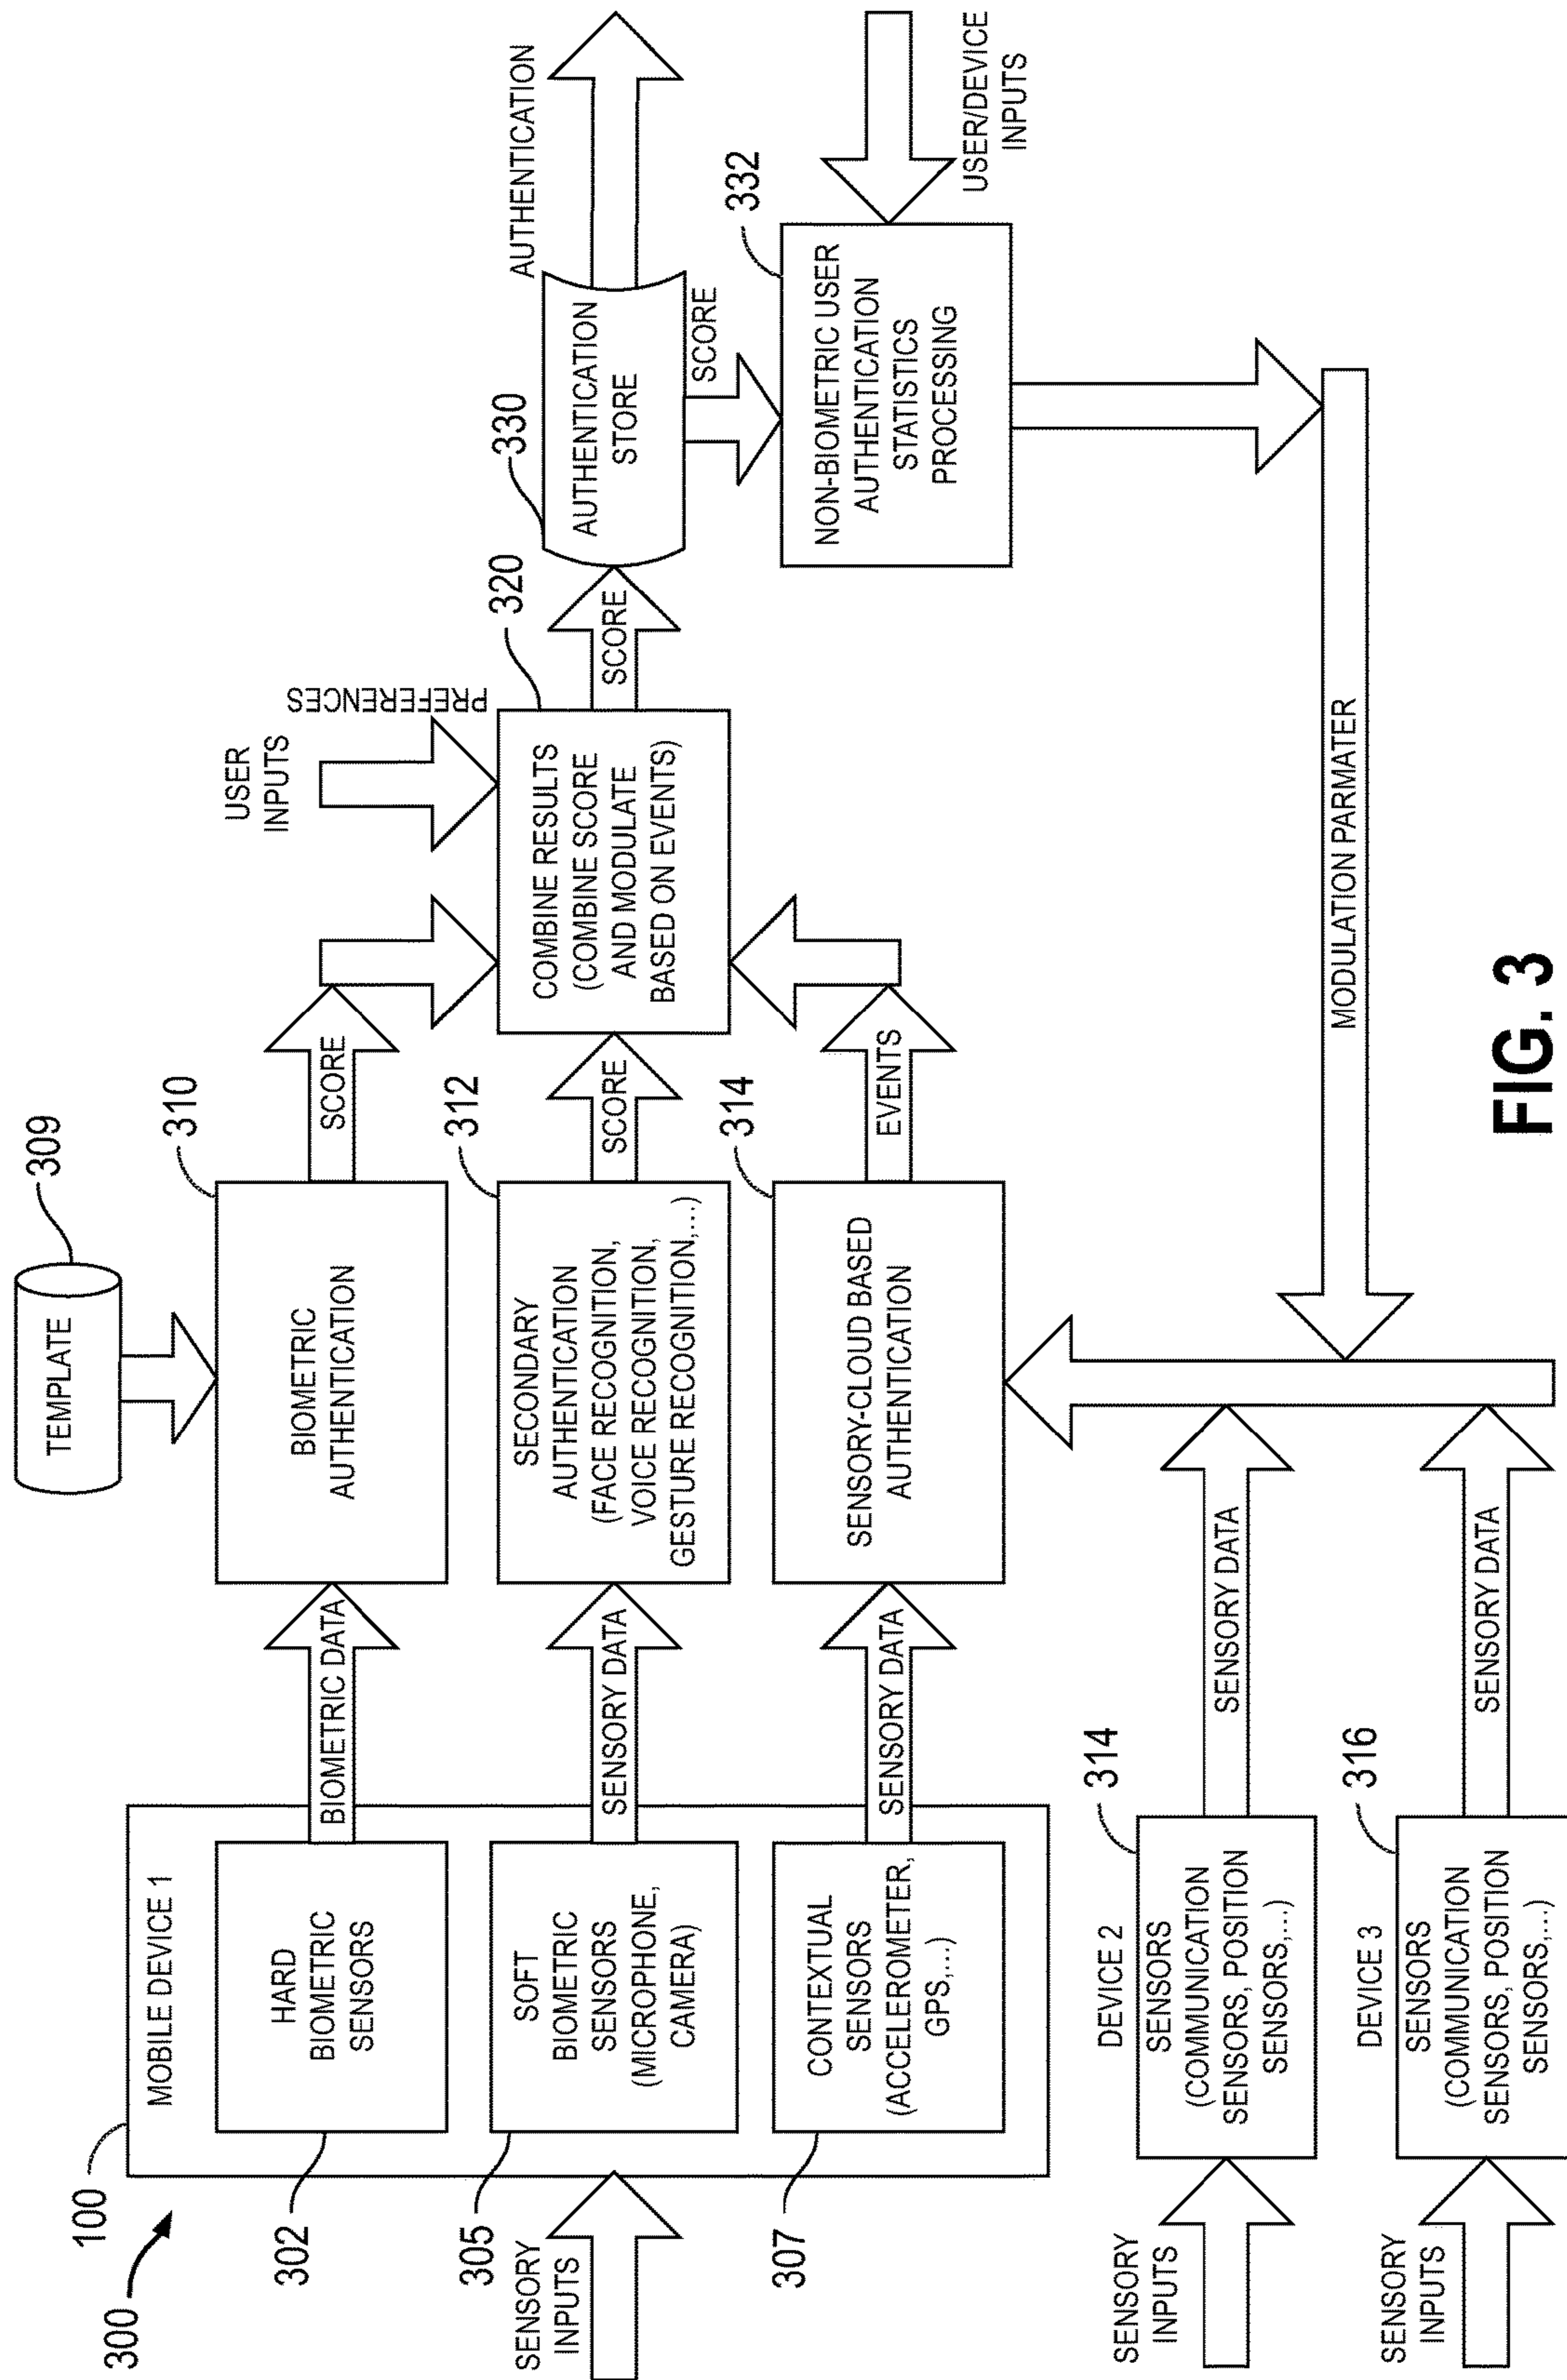 300
100
MOBILE DEVICE 1
302
HARD
BIOMETRIC
SENSORS
305
SOFT
BIOMETRIC
SENSORS
(MICROPHONE,
CAMERA)
307
CONTEXTUAL
SENSORS
(ACCELEROMETER,
GPS,...)
SENSORY
INPUTS
BIOMETRIC DATA
SENSORY DATA
SENSORY DATA
TEMPLATE
309
310
BIOMETRIC
AUTHENTICATION
312
SECONDARY
AUTHENTICATION
(FACE RECOGNITION,
VOICE RECOGNITION,
GESTURE RECOGNITION,...)
314
SENSORY-CLOUD BASED
AUTHENTICATION
SCORE
SCORE
EVENTS
USER
INPUTS
PREFERENCES
320
COMBINE RESULTS
(COMBINE SCORE
AND MODULATE
BASED ON EVENTS)
SCORE
330
AUTHENTICATION
STORE
AUTHENTICATION
SCORE
332
NON-BIOMETRIC USER
AUTHENTICATION
STATISTICS
PROCESSING
USER/DEVICE
INPUTS
MODULATION PARMATER
SENSORY
INPUTS
DEVICE 2
314
SENSORS
(COMMUNICATION
SENSORS, POSITION
SENSORS,...)
SENSORY DATA
SENSORY
INPUTS
DEVICE 3
316
SENSORS
(COMMUNICATION
SENSORS, POSITION
SENSORS,...)
SENSORY DATA
FIG. 3